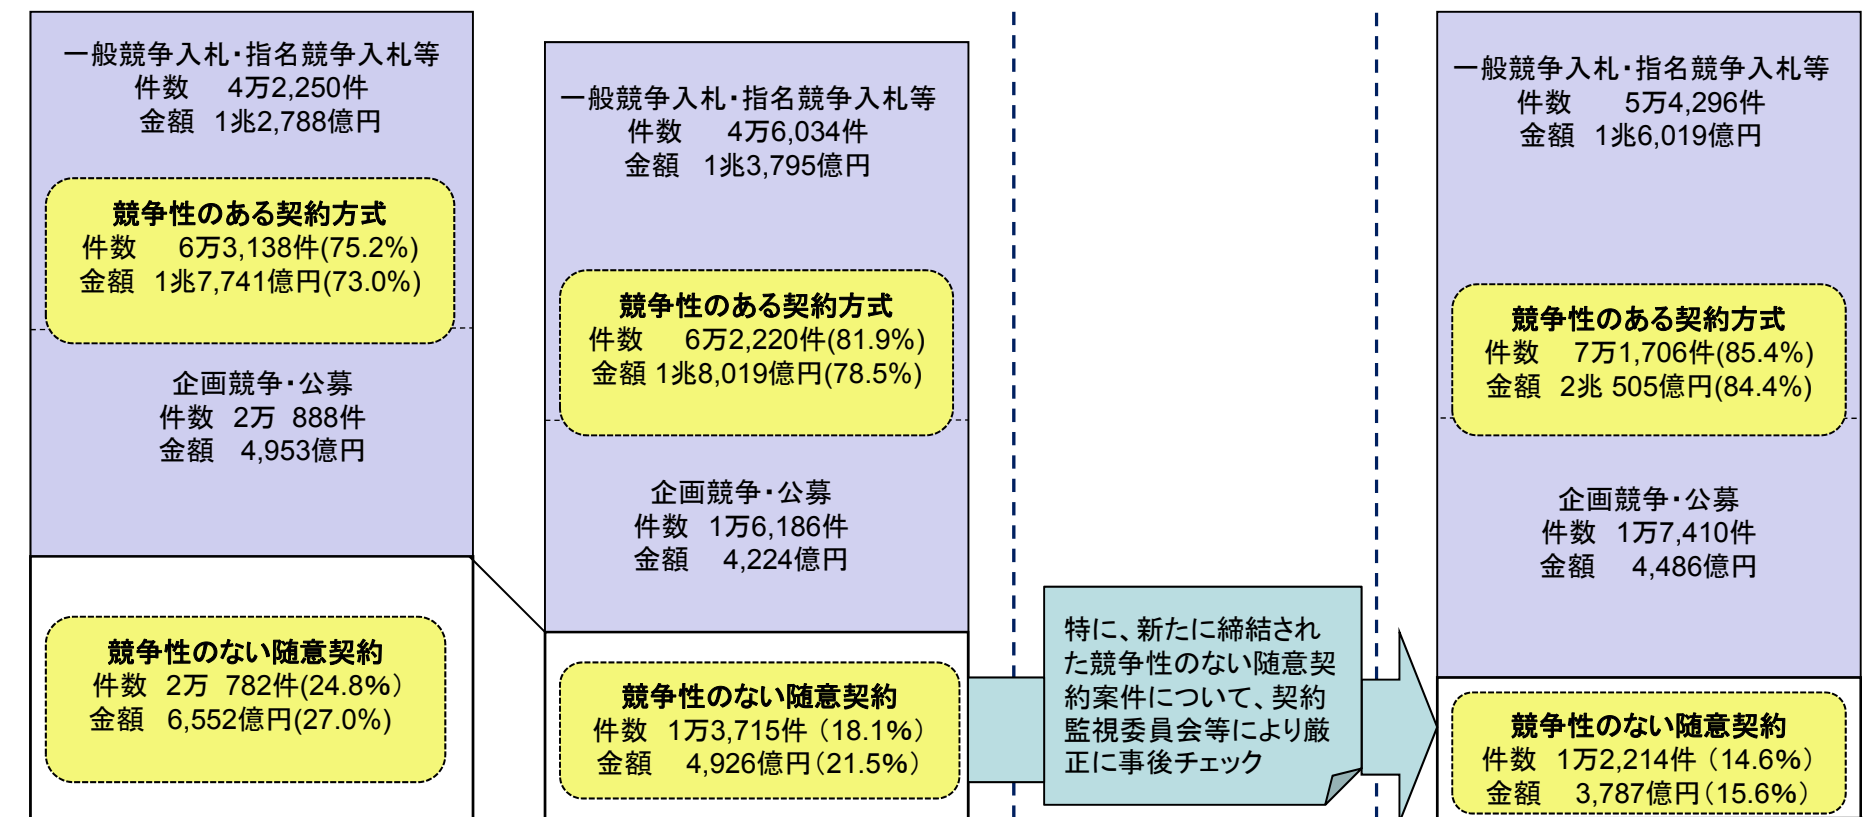 一般競争入札・指名競争入札等
件数　4万2,250件
金額　1兆2,788億円
競争性のある契約方式
件数　6万3,138件(75.2%)
金額　1兆7,741億円(73.0%)
企画競争・公募
件数　2万　888件
金額　4,953億円
競争性のない随意契約
件数　2万　782件(24.8%)
金額　6,552億円(27.0%)
一般競争入札・指名競争入札等
件数　4万6,034件
金額　1兆3,795億円
競争性のある契約方式
件数　6万2,220件(81.9%)
金額 1兆8,019億円(78.5%)
企画競争・公募
件数　1万6,186件
金額　4,224億円
競争性のない随意契約
件数　1万3,715件（18.1%）
金額　4,926億円（21.5%）
特に、新たに締結され
た競争性のない随意契
約案件について、契約
監視委員会等により厳
正に事後チェック
一般競争入札・指名競争入札等
件数　5万4,296件
金額　1兆6,019億円
競争性のある契約方式
件数　7万1,706件(85.4%)
金額　2兆 505億円(84.4%)
企画競争・公募
件数　1万7,410件
金額　4,486億円
競争性のない随意契約
件数　1万2,214件（14.6%）
金額　3,787億円（15.6%）